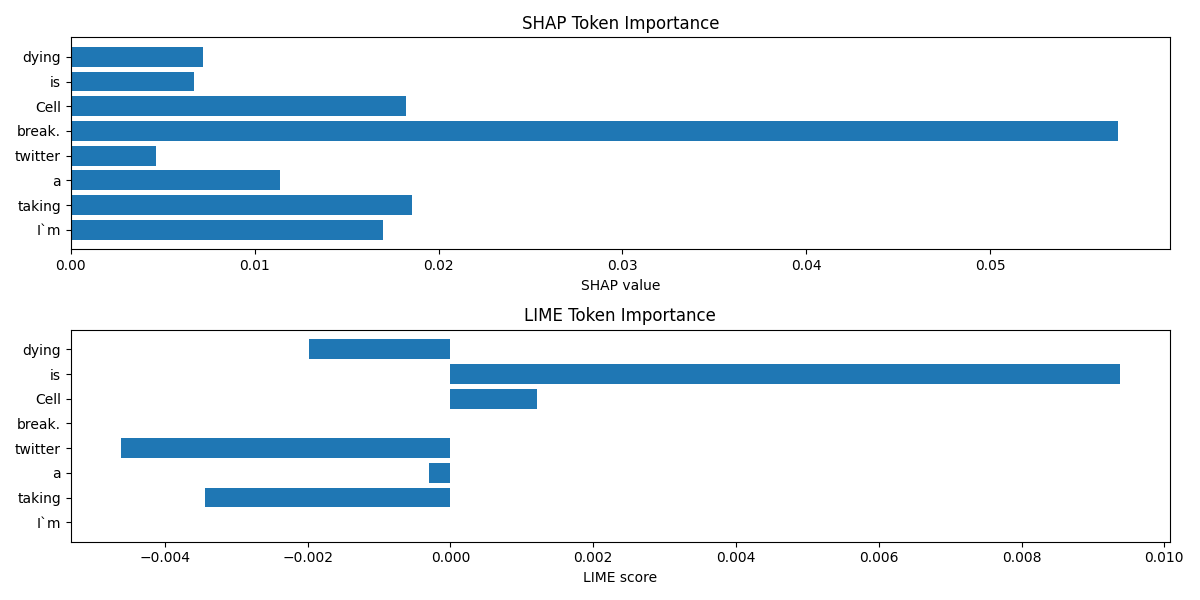 SHAP Token Importance
dying
is
Cell
break.
twitter
a
taking
I`m
0.00 0.01 0.02 0.03 0.04 0.05
SHAP value
LIME Token Importance
dying
is
Cell
break.
twitter
a
taking
I`m
−0.004 −0.002 0.000 0.002 0.004 0.006 0.008 0.010
LIME score